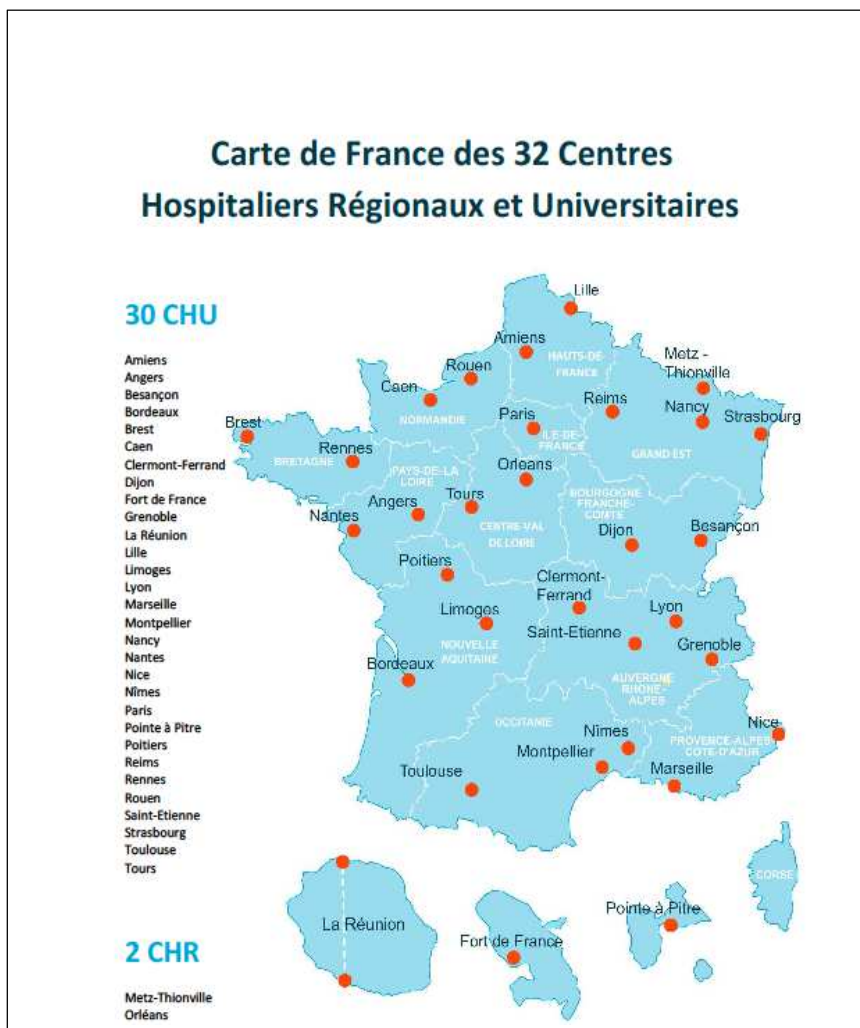 Carte de France des 32 Centres
Hospitaliers Régionaux et Universitaires
30 CHU
Amiens
Angers
Besançon
Bordeaux
Brest
Caen
Clermont-Ferrand
Dijon
Fort de France
Grenoble
La Réunion
Lille
Limoges
Lyon
Marseille
Montpellier
Nancy
Nantes
Nice
Nîmes
Paris
Pointe à Pitre
Poitiers
Reims
Rennes
Rouen
Saint-Etienne
Strasbourg
Toulouse
Tours
2 CHR
Metz-Thionville
Orléans
Lille
Amiens
HAUTS-DE-
FRANCE
Metz -
Thionville
Rouen
Caen
NORMANDIE
Reims
Nancy
Strasbourg
Paris
ILE-DE-
FRANCE
GRAND EST
Brest
Rennes
BRETAGNE
PAYS-DE-LA
LOIRE
Orleans
Angers
Tours
Nantes
CENTRE-VAL
DE LOIRE
BOURGOGNE
FRANCHE-
COMTÉ
Dijon
Besançon
Poitiers
Clermont-
Ferrand
Limoges
Lyon
Saint-Etienne
Grenoble
NOUVELLE
AQUITAINE
Bordeaux
AUVERGNE
RHÔNE-
ALPES
OCCITANIE
Nîmes
Montpellier
Nice
PROVENCE-ALPES
COTE-D'AZUR
Toulouse
Marseille
CORSE
La Réunion
Fort de France
Pointe à Pitre